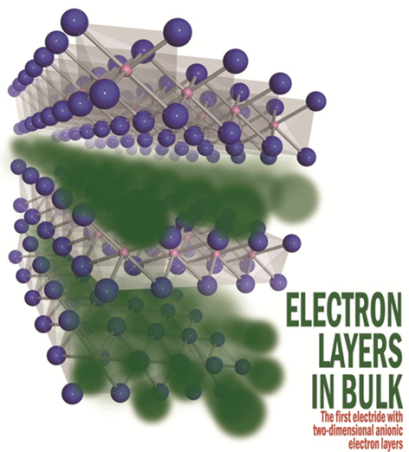 ELECTRON
LAYERS
IN BULK
The first electride with
two-dimensional anionic
electron layers